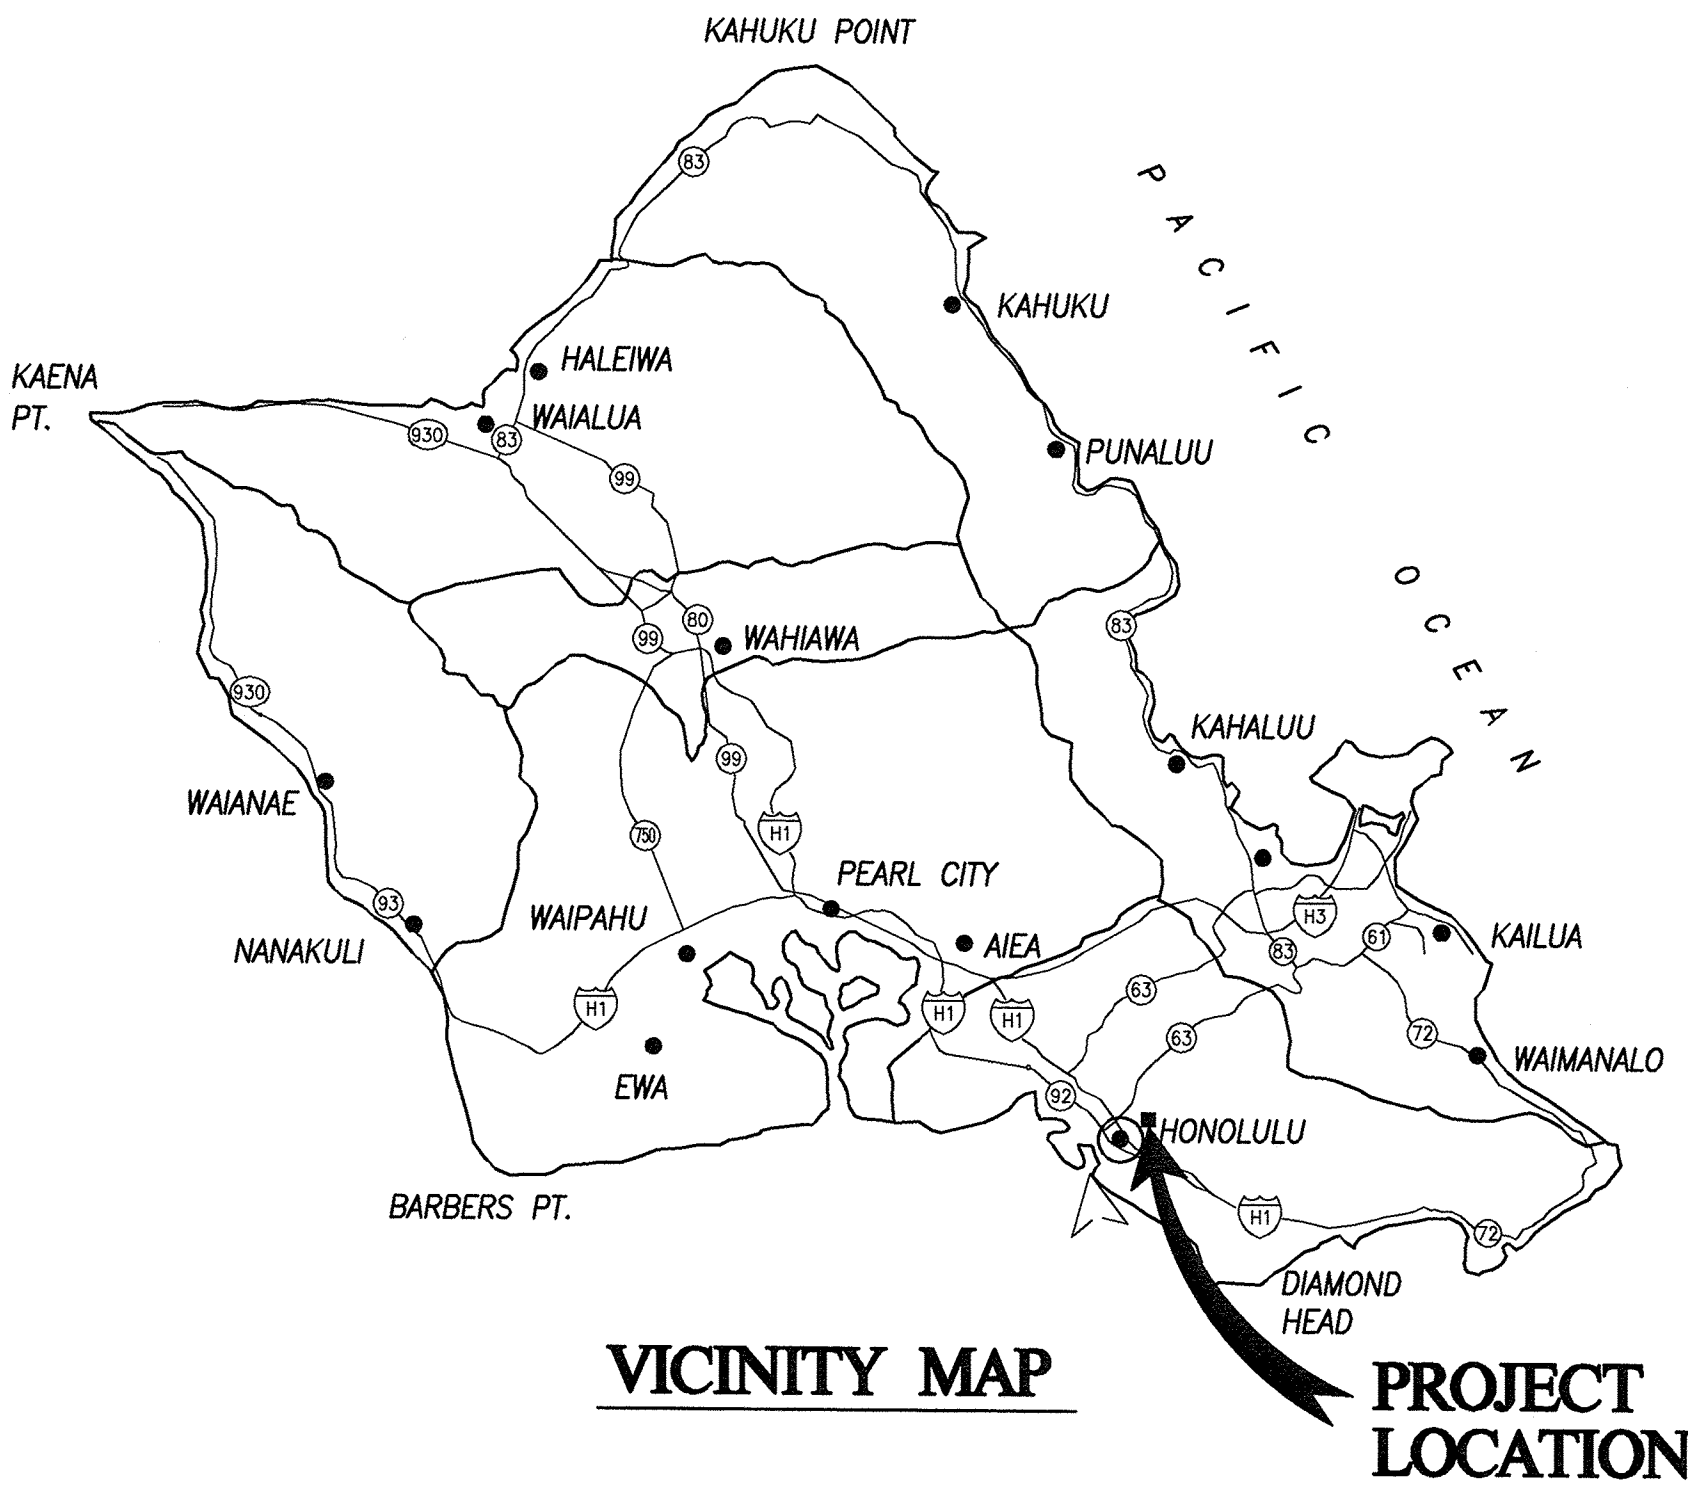 KAHUKU POINT
83
PACIFIC OCEAN
KAHUKU
HALEIWA
KAENA
PT.
WAIALUA
930
83
99
PUNALUU
80
99
WAHIAWA
83
930
KAHALUU
99
WAIANAE
750
H1
PEARL CITY
93
WAIPAHU
H3
NANAKULI
AIEA
83
61
KAILUA
63
H1
H1
H1
63
72
WAIMANALO
EWA
92
HONOLULU
BARBERS PT.
H1
72
DIAMOND
HEAD
VICINITY MAP
PROJECT
LOCATION